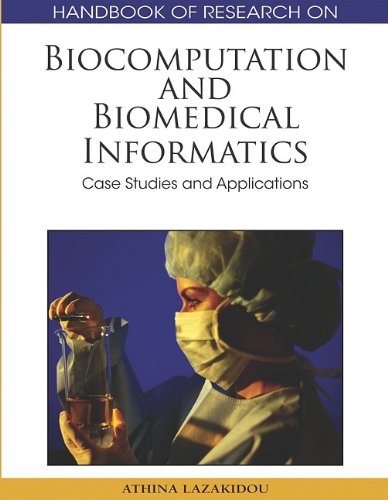 HANDBOOK OF RESEARCH ON
BIOCOMPUTATION
AND
BIOMEDICAL
INFORMATICS
Case Studies and Applications
ATHINA LAZAKIDOU